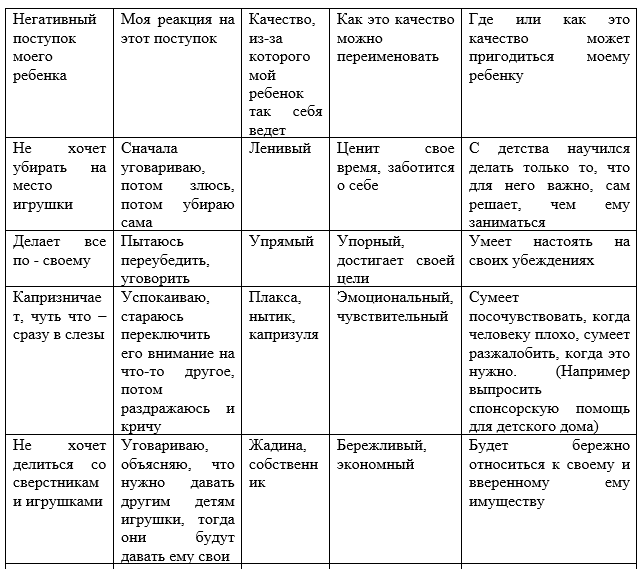 Негативный
поступок
моего
ребенка
Моя реакция на
этот поступок
Качество,
из-за
которого
мой
ребенок
так себя
ведет
Как это качество
можно
переименовать
Где или как это
качество может
пригодиться моему
ребенку
Не хочет
убирать на
место
игрушки
Сначала
уговариваю,
потом злюсь,
потом убираю
сама
Ленивый
Ценит свое
время, заботится
о себе
С детства научился
делать только то, что
для него важно, сам
решает, чем ему
заниматься
Делает все
по - своему
Пытаюсь
переубедить,
уговорить
Упрямый
Упорный,
достигает своей
цели
Умеет настоять на
своих убеждениях
Капризничае
т, чуть что –
сразу в слезы
Успокаиваю,
стараюсь
переключить
его внимание на
что-то другое,
потом
раздражаюсь и
кричу
Плакса,
нытик,
капризуля
Эмоциональный,
чувствительный
Сумеет
посочувствовать, когда
человеку плохо, сумеет
разжалобить, когда это
нужно. (Например
выпросить
спонсорскую помощь
для детского дома)
Не хочет
делиться со
сверстникам
и игрушками
Уговариваю,
объясняю, что
нужно давать
другим детям
игрушки, тогда
они будут
давать ему свои
Жадина,
собственн
ик
Бережливый,
экономный
Будет бережно
относиться к своему и
вверенному ему
имуществу